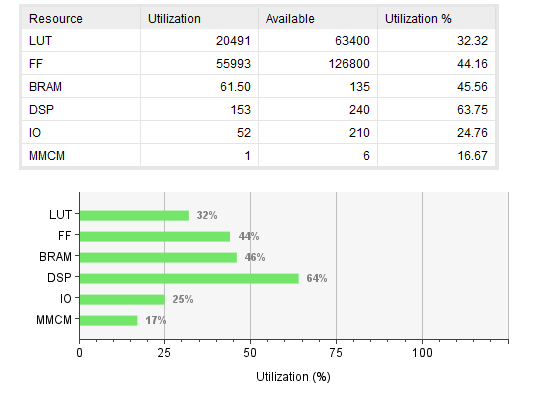 Resource Utilization Available Utilization %
LUT 20491 63400 32.32
FF 55993 126800 44.16
BRAM 61.50 135 45.56
DSP 153 240 63.75
IO 52 210 24.76
MMCM 1 6 16.67
LUT 32%
FF 44%
BRAM 46%
DSP 64%
IO 25%
MMCM 17%
0 25 50 75 100
Utilization (%)